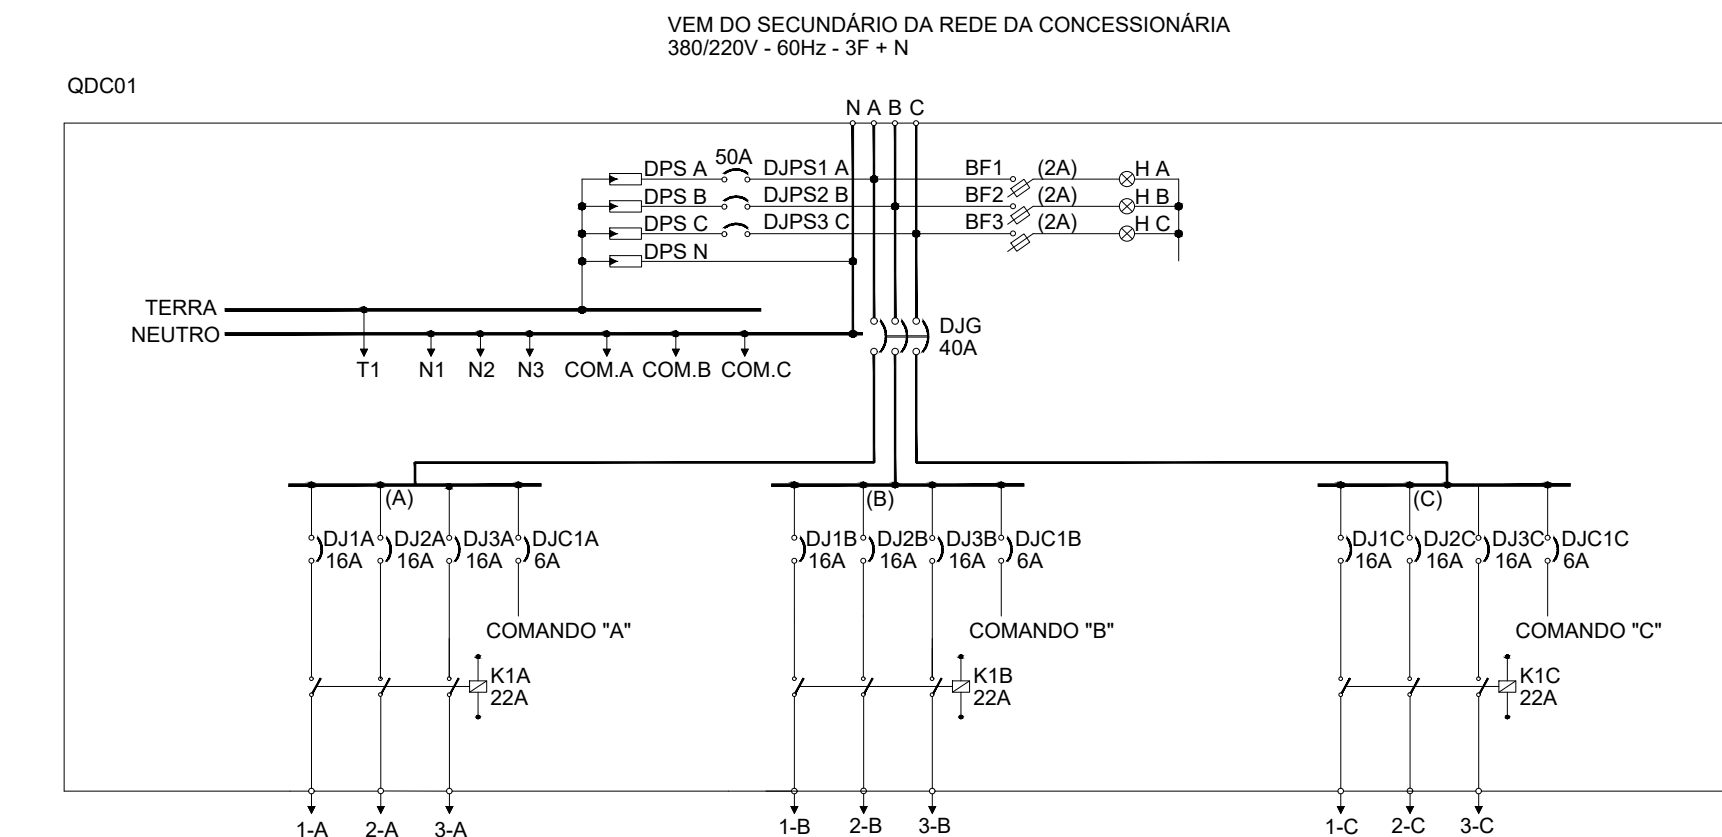 VEM DO SECUNDÁRIO DA REDE DA CONCESSIONÁRIA
380/220V - 60Hz - 3F + N
QDC01
N A B C
DPS A 50A DJPS1 A BF1 (2A) H A
DPS B DJPS2 B BF2 (2A) H B
DPS C DJPS3 C BF3 (2A) H C
DPS N
TERRA
NEUTRO
DJG
40A
T1 N1 N2 N3 COM.A COM.B COM.C
(A) (B) (C)
DJ1A DJ2A DJ3A DJC1A DJ1B DJ2B DJ3B DJC1B DJ1C DJ2C DJ3C DJC1C
16A 16A 16A 6A 16A 16A 16A 6A 16A 16A 16A 6A
COMANDO "A" COMANDO "B" COMANDO "C"
K1A K1B K1C
22A 22A 22A
1-A 2-A 3-A 1-B 2-B 3-B 1-C 2-C 3-C